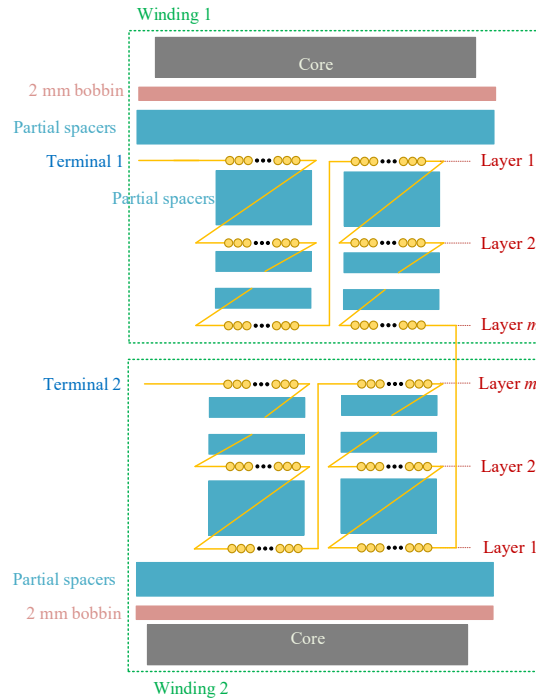 Winding 1
Core
2 mm bobbin
Partial spacers
Terminal 1
Layer 1
Partial spacers
Layer 2
Layer m
Terminal 2
Layer m
Layer 2
Layer 1
Partial spacers
2 mm bobbin
Core
Winding 2